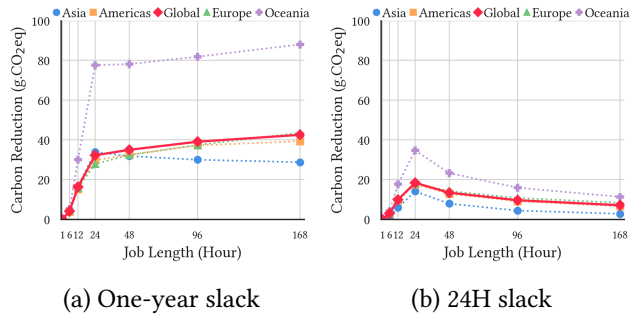 Asia Americas Global Europe Oceania
100
80
60
40
20
0
1 6 12 24 48 96 168
Carbon Reduction (g.CO₂eq)
Job Length (Hour)
(a) One-year slack
Asia Americas Global Europe Oceania
100
80
60
40
20
0
1 6 12 24 48 96 168
Carbon Reduction (g.CO₂eq)
Job Length (Hour)
(b) 24H slack